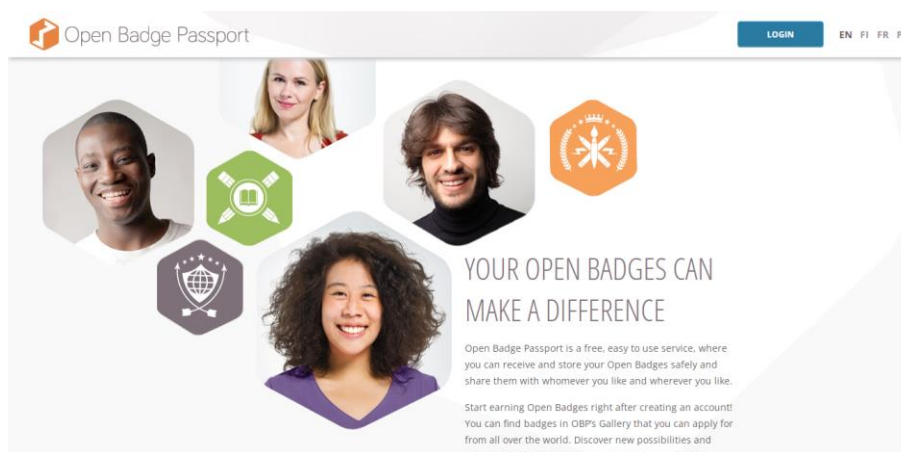 Open Badge Passport
LOGIN
EN FI FR
YOUR OPEN BADGES CAN
MAKE A DIFFERENCE
Open Badge Passport is a free, easy to use service, where
you can receive and store your Open Badges safely and
share them with whomever you like and wherever you like.
Start earning Open Badges right after creating an account!
You can find badges in OBP's Gallery that you can apply for
from all over the world. Discover new possibilities and